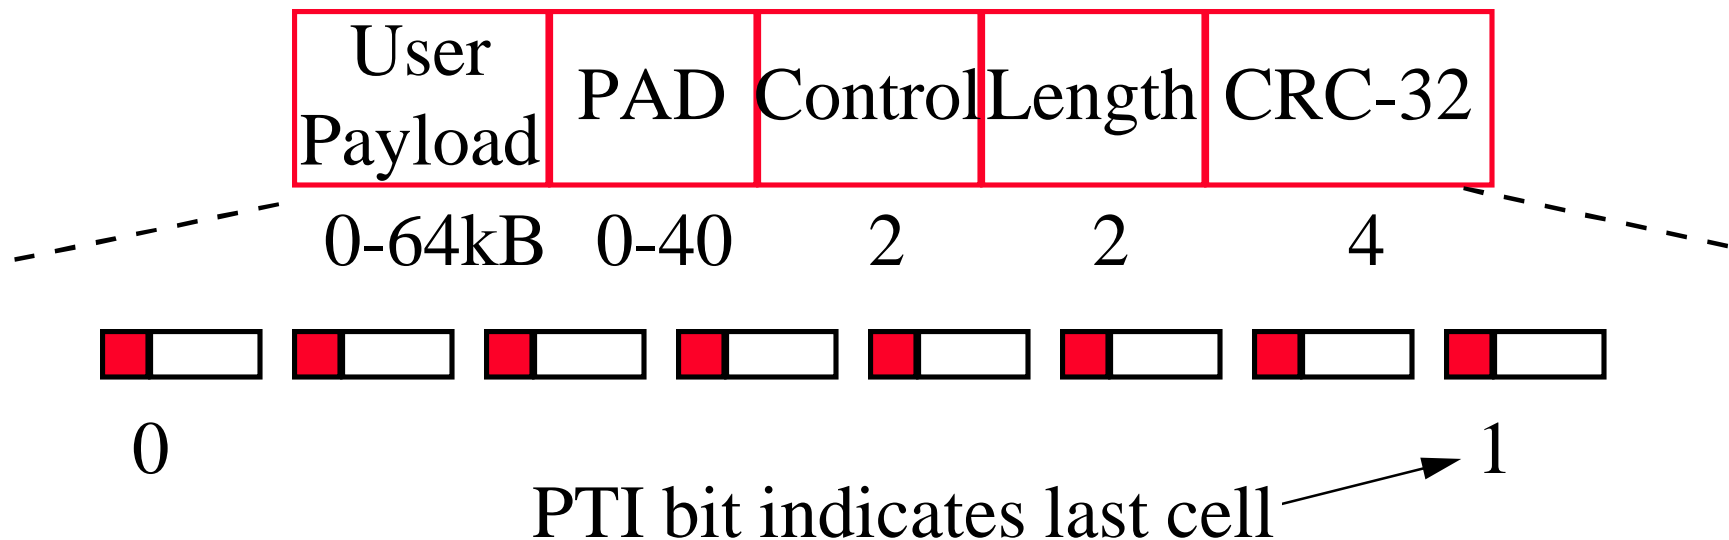 User
Payload
PAD
Control
Length
CRC-32
0-64kB
0-40
2
2
4
0
1
PTI bit indicates last cell